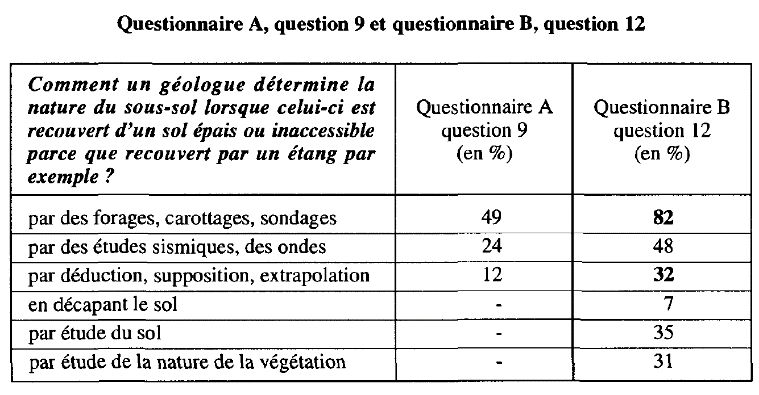 Questionnaire A, question 9 et questionnaire B, question 12
Comment un géologue détermine la
nature du sous-sol lorsque celui-ci est
recouvert d'un sol épais ou inaccessible
parce que recouvert par un étang par
exemple ?
Questionnaire A
question 9
(en %)
Questionnaire B
question 12
(en %)
par des forages, carottages, sondages 49 82
par des études sismiques, des ondes 24 48
par déduction, supposition, extrapolation 12 32
en décapant le sol - 7
par étude du sol - 35
par étude de la nature de la végétation - 31